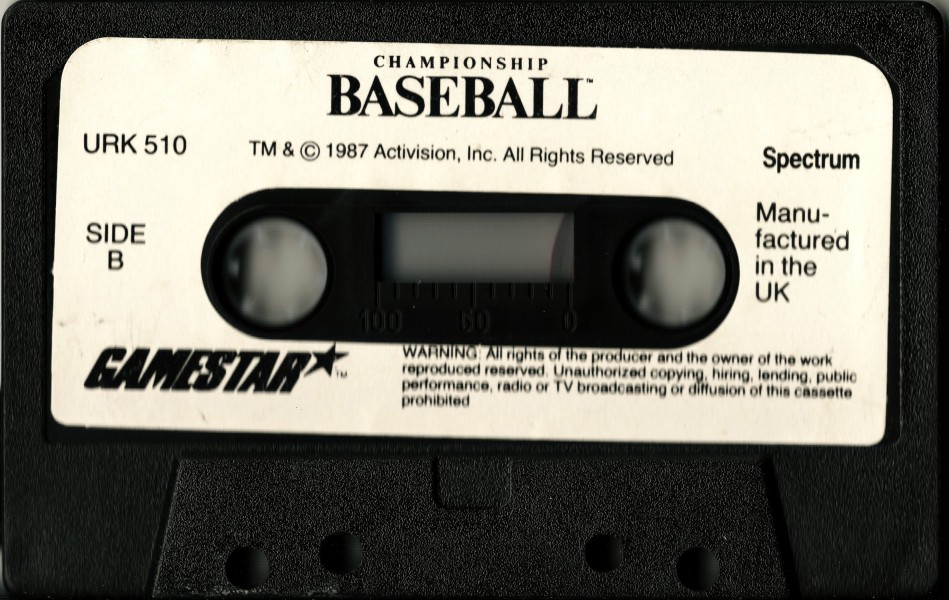 CHAMPIONSHIP
BASEBALL™
URK 510
TM & © 1987 Activision, Inc. All Rights Reserved
Spectrum
SIDE
B
Manu-
factured
in the
UK
100 50 0
GAMESTAR™
WARNING: All rights of the producer and the owner of the work
reproduced reserved. Unauthorized copying, hiring, lending, public
performance, radio or TV broadcasting or diffusion of this cassette
prohibited